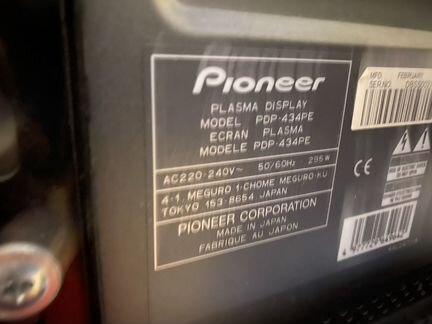 Pioneer
PLASMA DISPLAY
MODEL PDP-434PE
ECRAN PLASMA
MODELE PDP-434PE
AC220-240V~ 50/60Hz 295W
4-1, MEGURO 1-CHOME MEGURO-KU
TOKYO 153-8654 JAPAN
PIONEER CORPORATION
MADE IN JAPAN
FABRIQUE AU JAPON
MFD. FEBRUARY
SER.NO.
CE